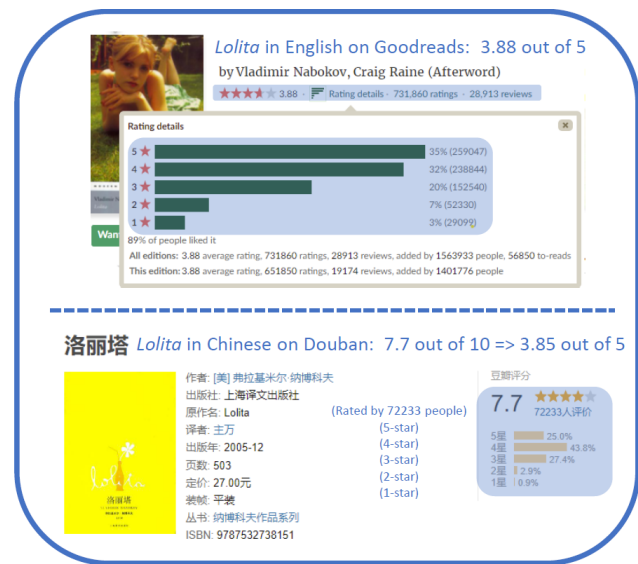 Lolita in English on Goodreads: 3.88 out of 5
by Vladimir Nabokov, Craig Raine (Afterword)
3.88 · Rating details · 731,860 ratings · 28,913 reviews
Rating details
5 ★ 35% (259047)
4 ★ 32% (238844)
3 ★ 20% (152540)
2 ★ 7% (52330)
1 ★ 3% (29099)
89% of people liked it
All editions: 3.88 average rating, 731860 ratings, 28913 reviews, added by 1563933 people, 56850 to-reads
This edition: 3.88 average rating, 651850 ratings, 19174 reviews, added by 1401776 people
洛丽塔 Lolita in Chinese on Douban: 7.7 out of 10 => 3.85 out of 5
lolita
洛丽塔
作者: [美] 弗拉基米尔·纳博科夫
出版社: 上海译文出版社
原作名: Lolita
译者: 主万
出版年: 2005-12
页数: 503
定价: 27.00元
装帧: 平装
丛书: 纳博科夫作品系列
ISBN: 9787532738151
(Rated by 72233 people)
(5-star)
(4-star)
(3-star)
(2-star)
(1-star)
豆瓣评分
7.7
72233人评价
5星 25.0%
4星 43.8%
3星 27.4%
2星 2.9%
1星 0.9%